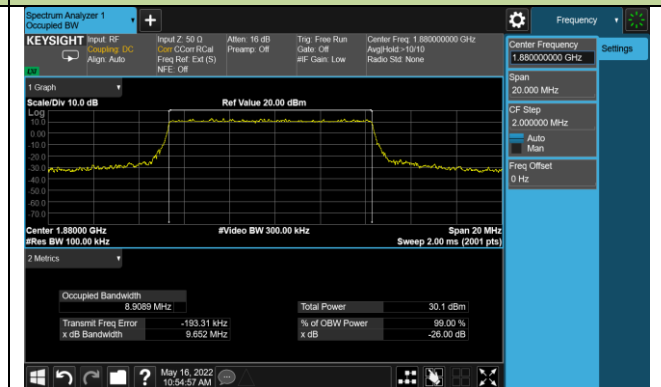 Spectrum Analyzer 1
Occupied BW
Frequency
KEYSIGHT
Input: RF
Coupling: DC
Align: Auto
Input Z: 50 Ω
Corr CCorr RCal
Freq Ref: Ext (S)
NFE: Off
Atten: 16 dB
Preamp: Off
Trig: Free Run
Gate: Off
#IF Gain: Low
Center Freq: 1.880000000 GHz
Avg|Hold:>10/10
Radio Std: None
Center Frequency
1.880000000 GHz
Settings
Span
20.000 MHz
CF Step
2.000000 MHz
Auto
Man
Freq Offset
0 Hz
1 Graph
Scale/Div 10.0 dB
Ref Value 20.00 dBm
Log
10.0
0.00
-10.0
-20.0
-30.0
-40.0
-50.0
-60.0
-70.0
Center 1.88000 GHz
#Video BW 300.00 kHz
Span 20 MHz
#Res BW 100.00 kHz
Sweep 2.00 ms (2001 pts)
2 Metrics
Occupied Bandwidth
8.9089 MHz
Total Power 30.1 dBm
Transmit Freq Error -193.31 kHz
% of OBW Power 99.00 %
x dB Bandwidth 9.652 MHz
x dB -26.00 dB
May 16, 2022
10:54:57 AM